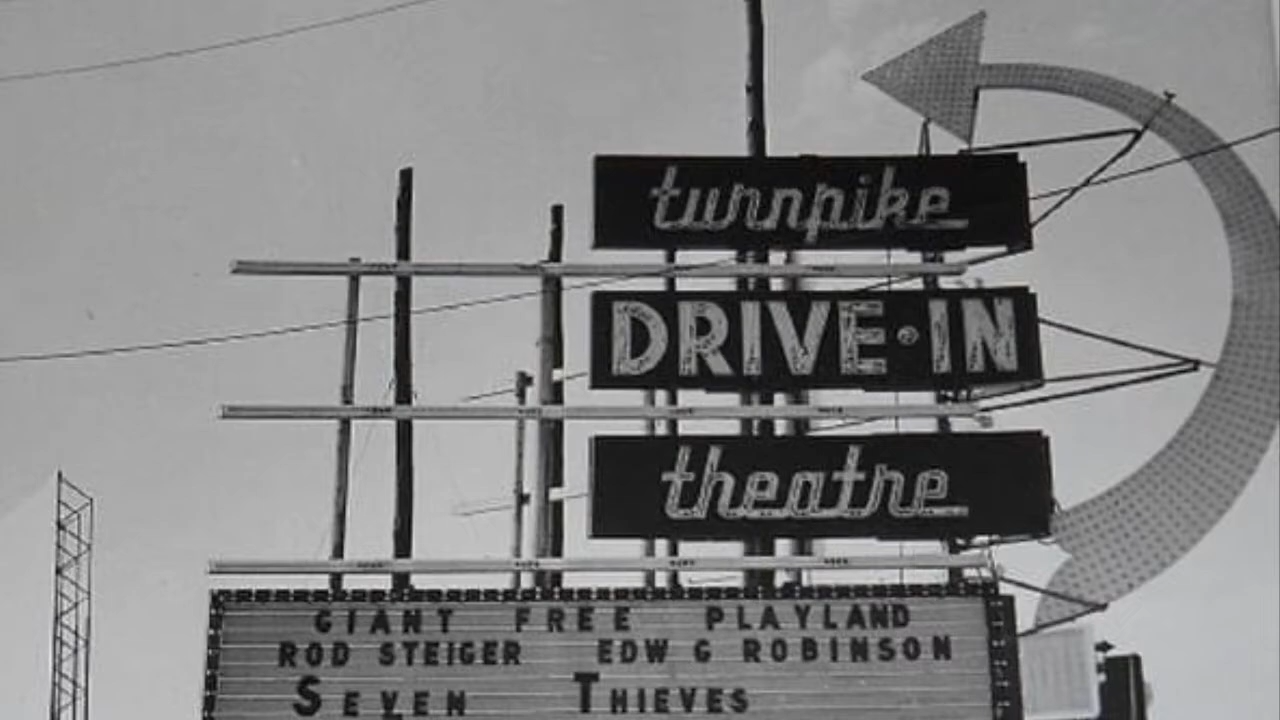 turnpike
DRIVE·IN
theatre
GIANT FREE PLAYLAND
ROD STEIGER EDW G ROBINSON
SEVEN THIEVES